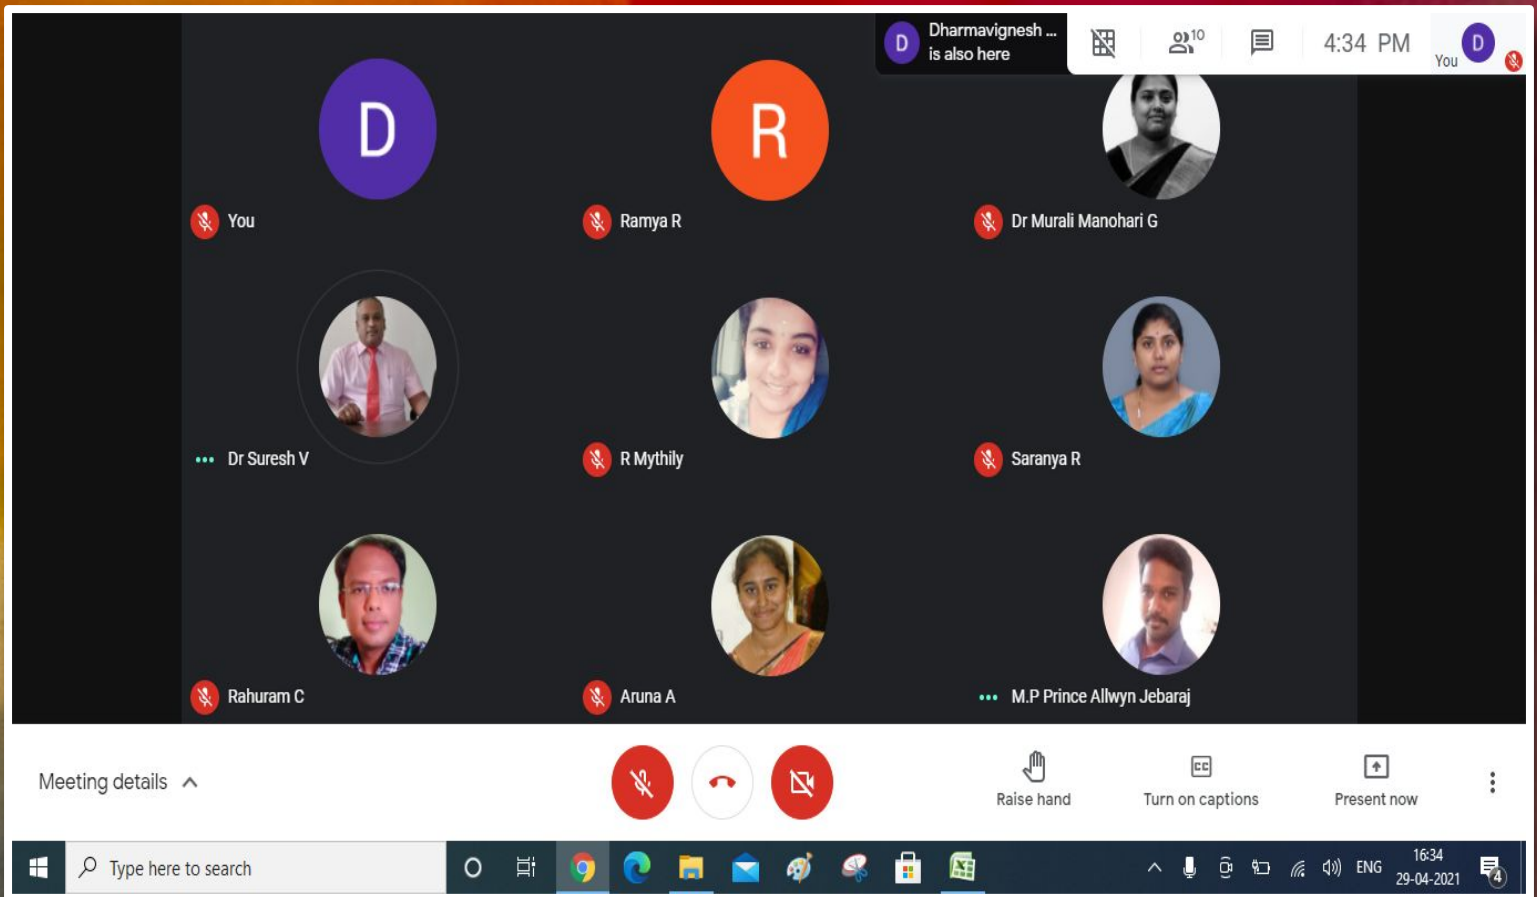 Dharmavignesh ...
is also here
10
4:34 PM
You
D
D
D
R
You
Ramya R
Dr Murali Manohari G
Dr Suresh V
R Mythily
Saranya R
Rahuram C
Aruna A
M.P Prince Allwyn Jebaraj
Meeting details
CC
Raise hand
Turn on captions
Present now
Type here to search
ENG
16:34
29-04-2021
4